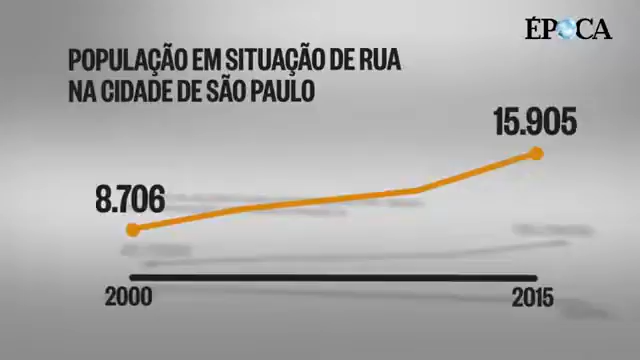 ÉPOCA
POPULAÇÃO EM SITUAÇÃO DE RUA
NA CIDADE DE SÃO PAULO
15.905
8.706
2000
2015